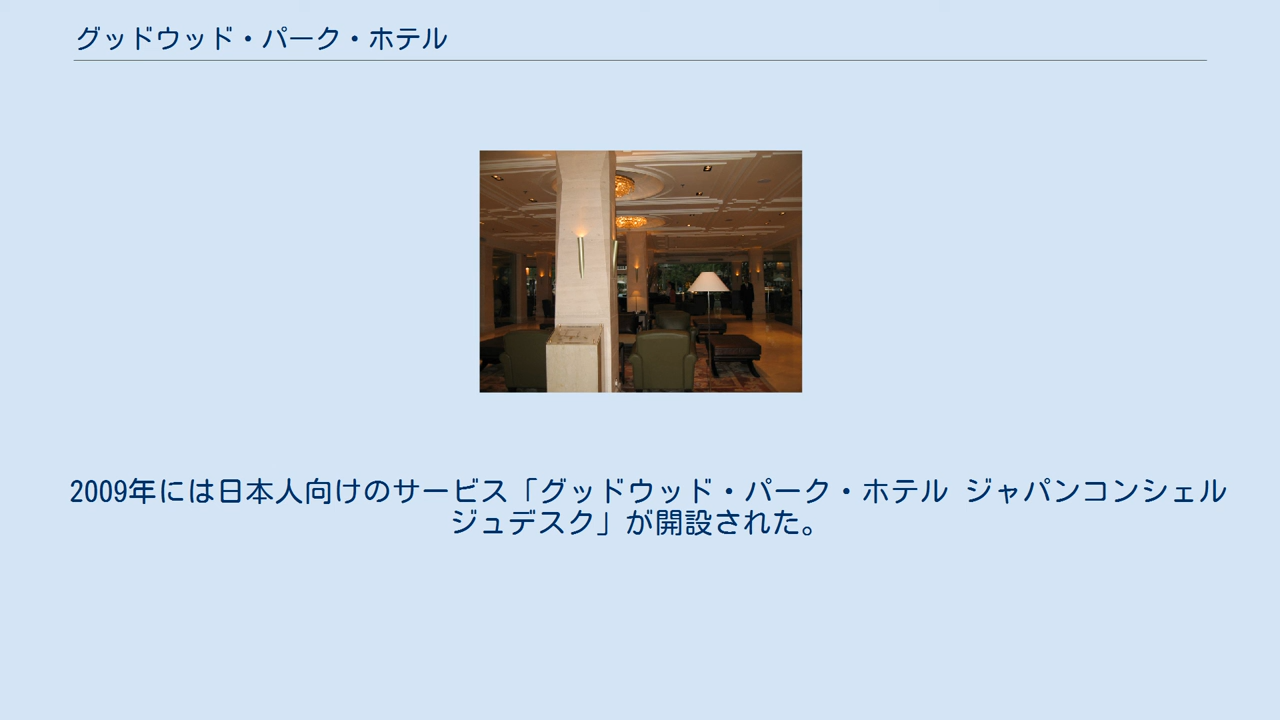 グッドウッド・パーク・ホテル
2009年には日本人向けのサービス「グッドウッド・パーク・ホテル ジャパンコンシェル
ジュデスク」が開設された。